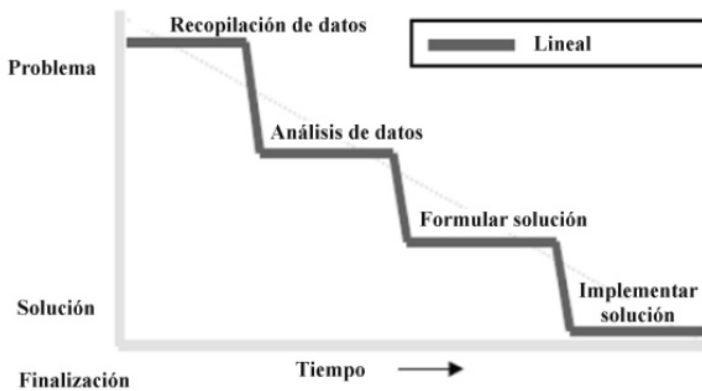 Recopilación de datos
Lineal
Problema
Análisis de datos
Formular solución
Implementar
solución
Solución
Tiempo
Finalización